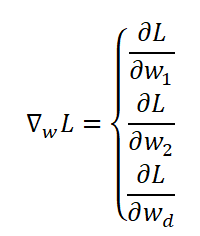 ∇_w L = { ∂L/∂w_1
∂L/∂w_2
∂L/∂w_d